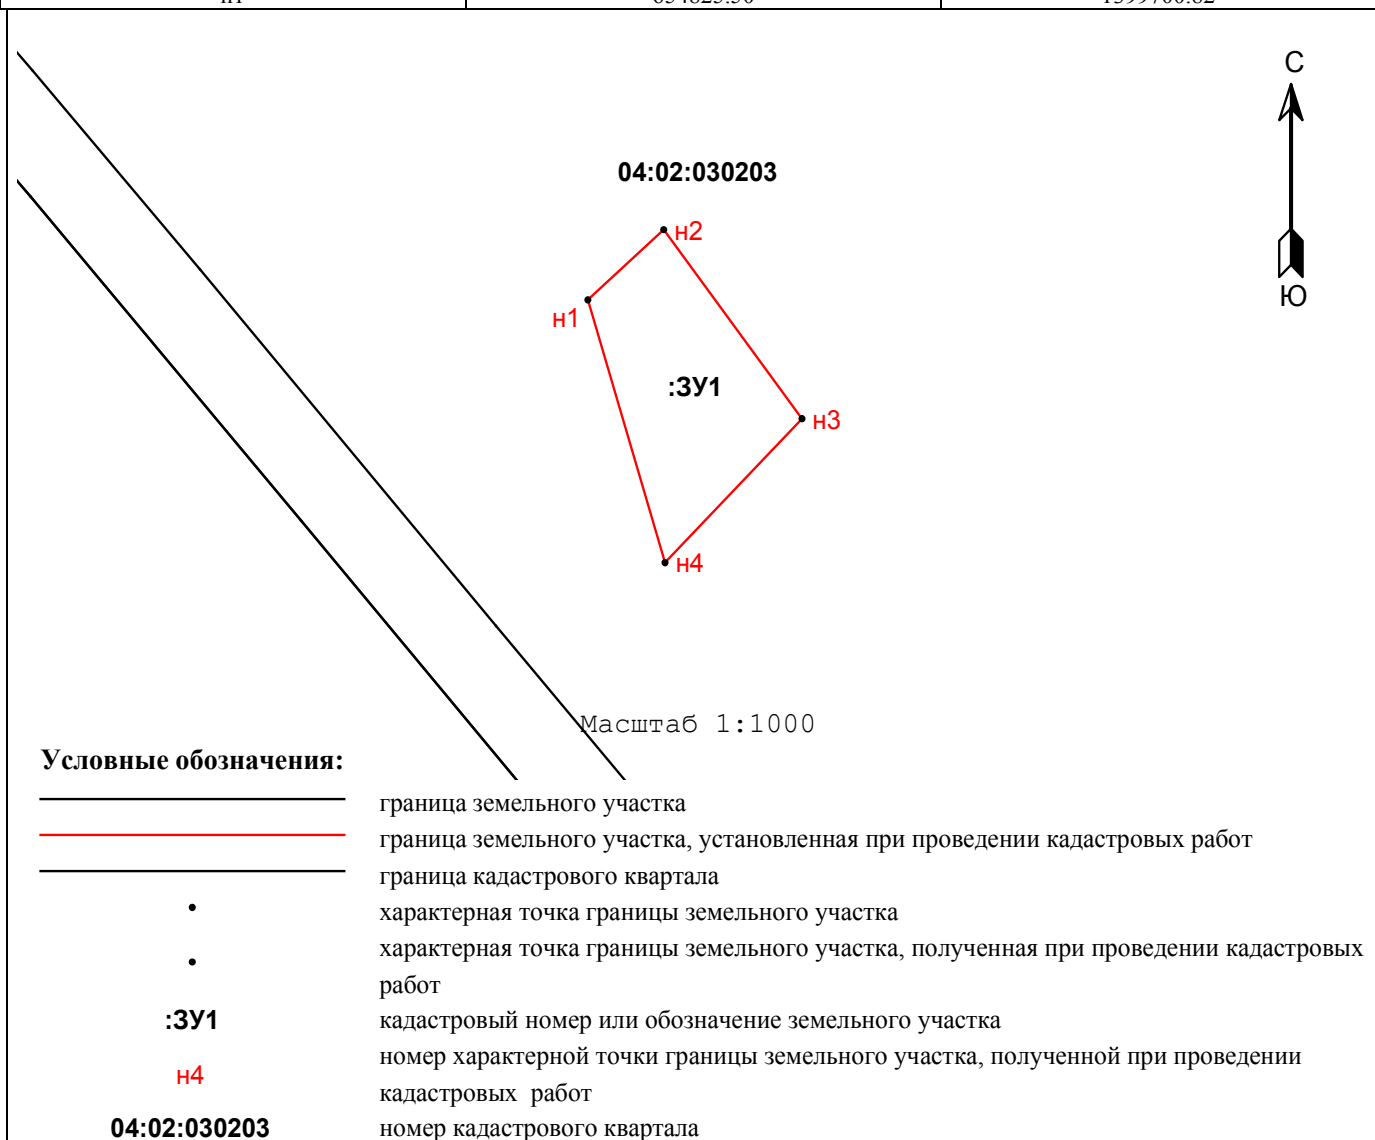 С
04:02:030203
н2
н1
Ю
:ЗУ1
н3
н4
Масштаб 1:1000
Условные обозначения:
граница земельного участка
граница земельного участка, установленная при проведении кадастровых работ
граница кадастрового квартала
характерная точка границы земельного участка
характерная точка границы земельного участка, полученная при проведении кадастровых
работ
:ЗУ1 кадастровый номер или обозначение земельного участка
номер характерной точки границы земельного участка, полученной при проведении
н4
кадастровых работ
04:02:030203 номер кадастрового квартала